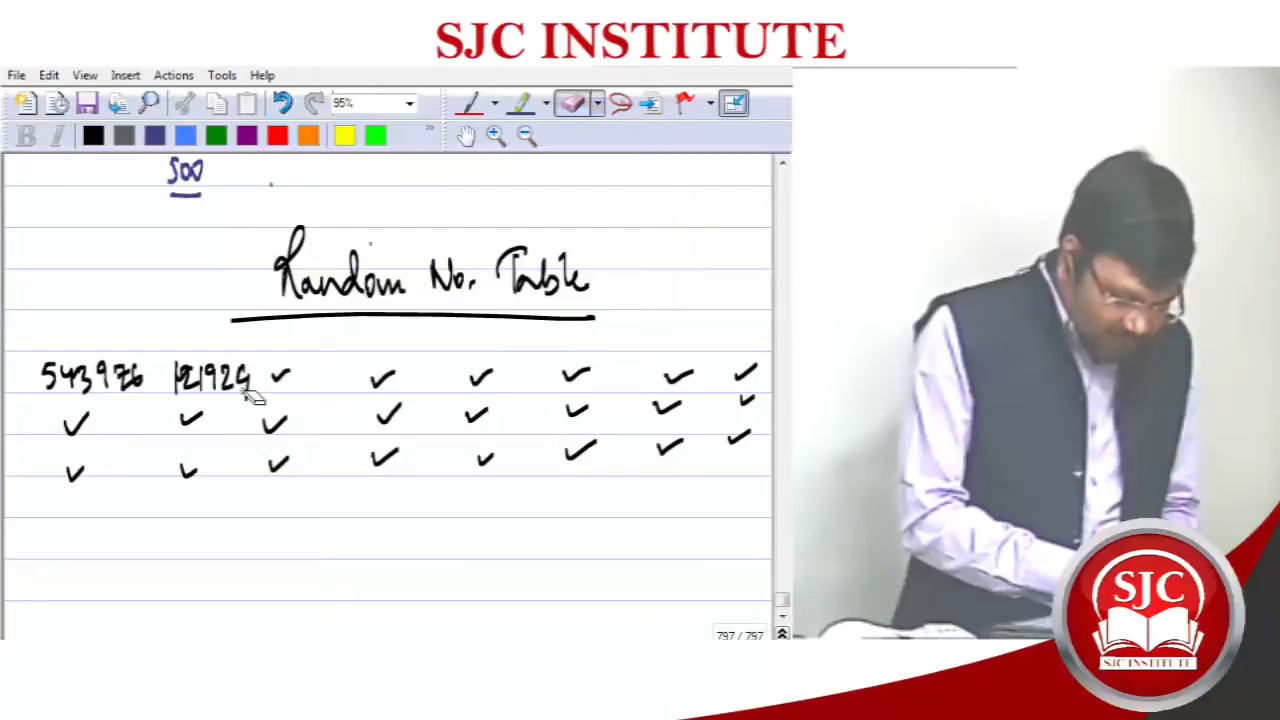 SJC INSTITUTE
File Edit View Insert Actions Tools Help
95%
B I
500
Random No. Table
543976 121929 ✓ ✓ ✓ ✓ ✓ ✓
✓ ✓ ✓ ✓ ✓ ✓ ✓ ✓
✓ ✓ ✓ ✓ ✓ ✓ ✓ ✓
797 / 797
SJC
SJC INSTITUTE